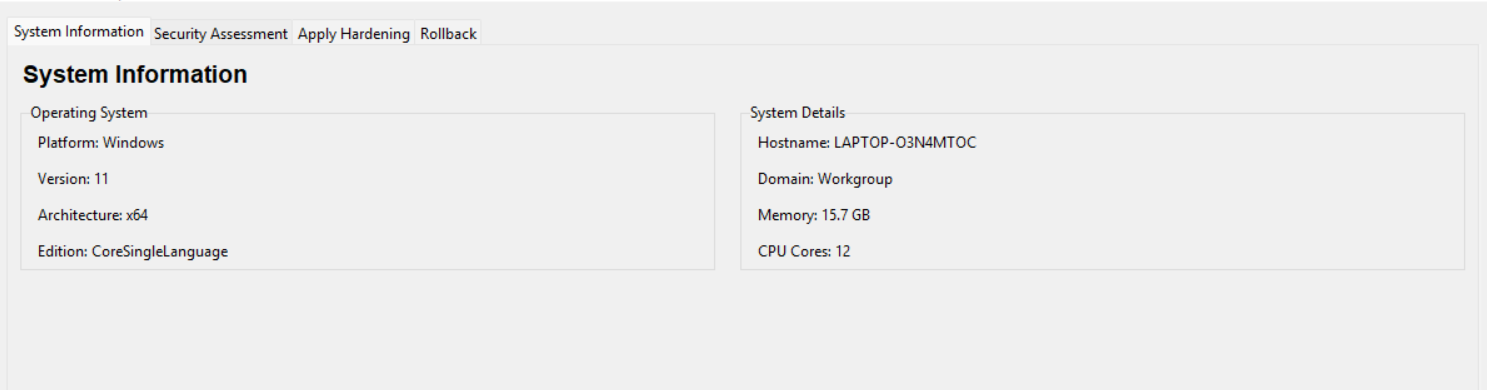 System Information Security Assessment Apply Hardening Rollback
System Information
Operating System
Platform: Windows
Version: 11
Architecture: x64
Edition: CoreSingleLanguage
System Details
Hostname: LAPTOP-O3N4MTOC
Domain: Workgroup
Memory: 15.7 GB
CPU Cores: 12